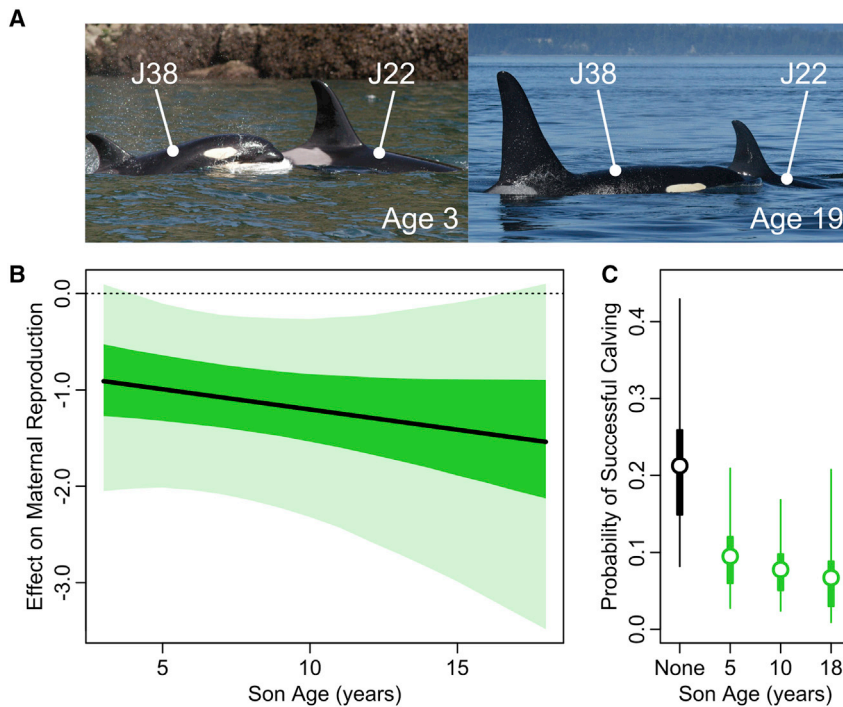 A
J38 J22
Age 3
J38 J22
Age 19
B
Effect on Maternal Reproduction
0.0
-1.0
-2.0
-3.0
5 10 15
Son Age (years)
C
Probability of Successful Calving
0.4
0.3
0.2
0.1
0.0
None 5 10 18
Son Age (years)